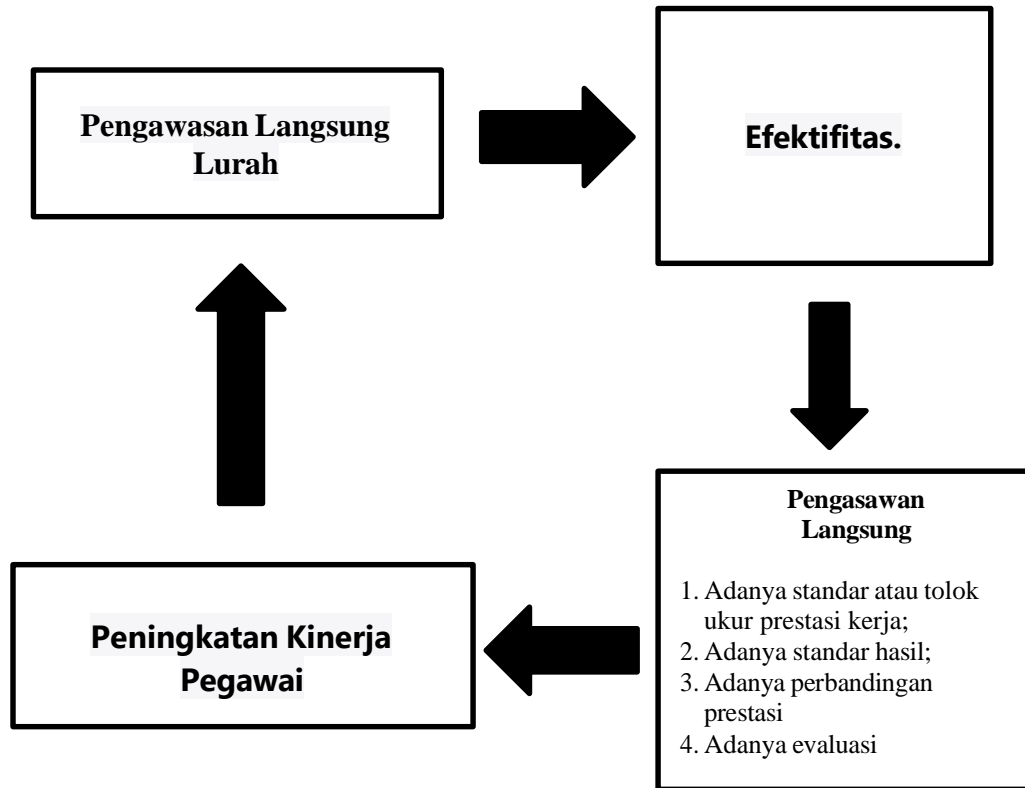 Pengawasan Langsung
Lurah
Efektifitas.
Pengasawan
Langsung
1. Adanya standar atau tolok
ukur prestasi kerja;
2. Adanya standar hasil;
3. Adanya perbandingan
prestasi
4. Adanya evaluasi
Peningkatan Kinerja
Pegawai